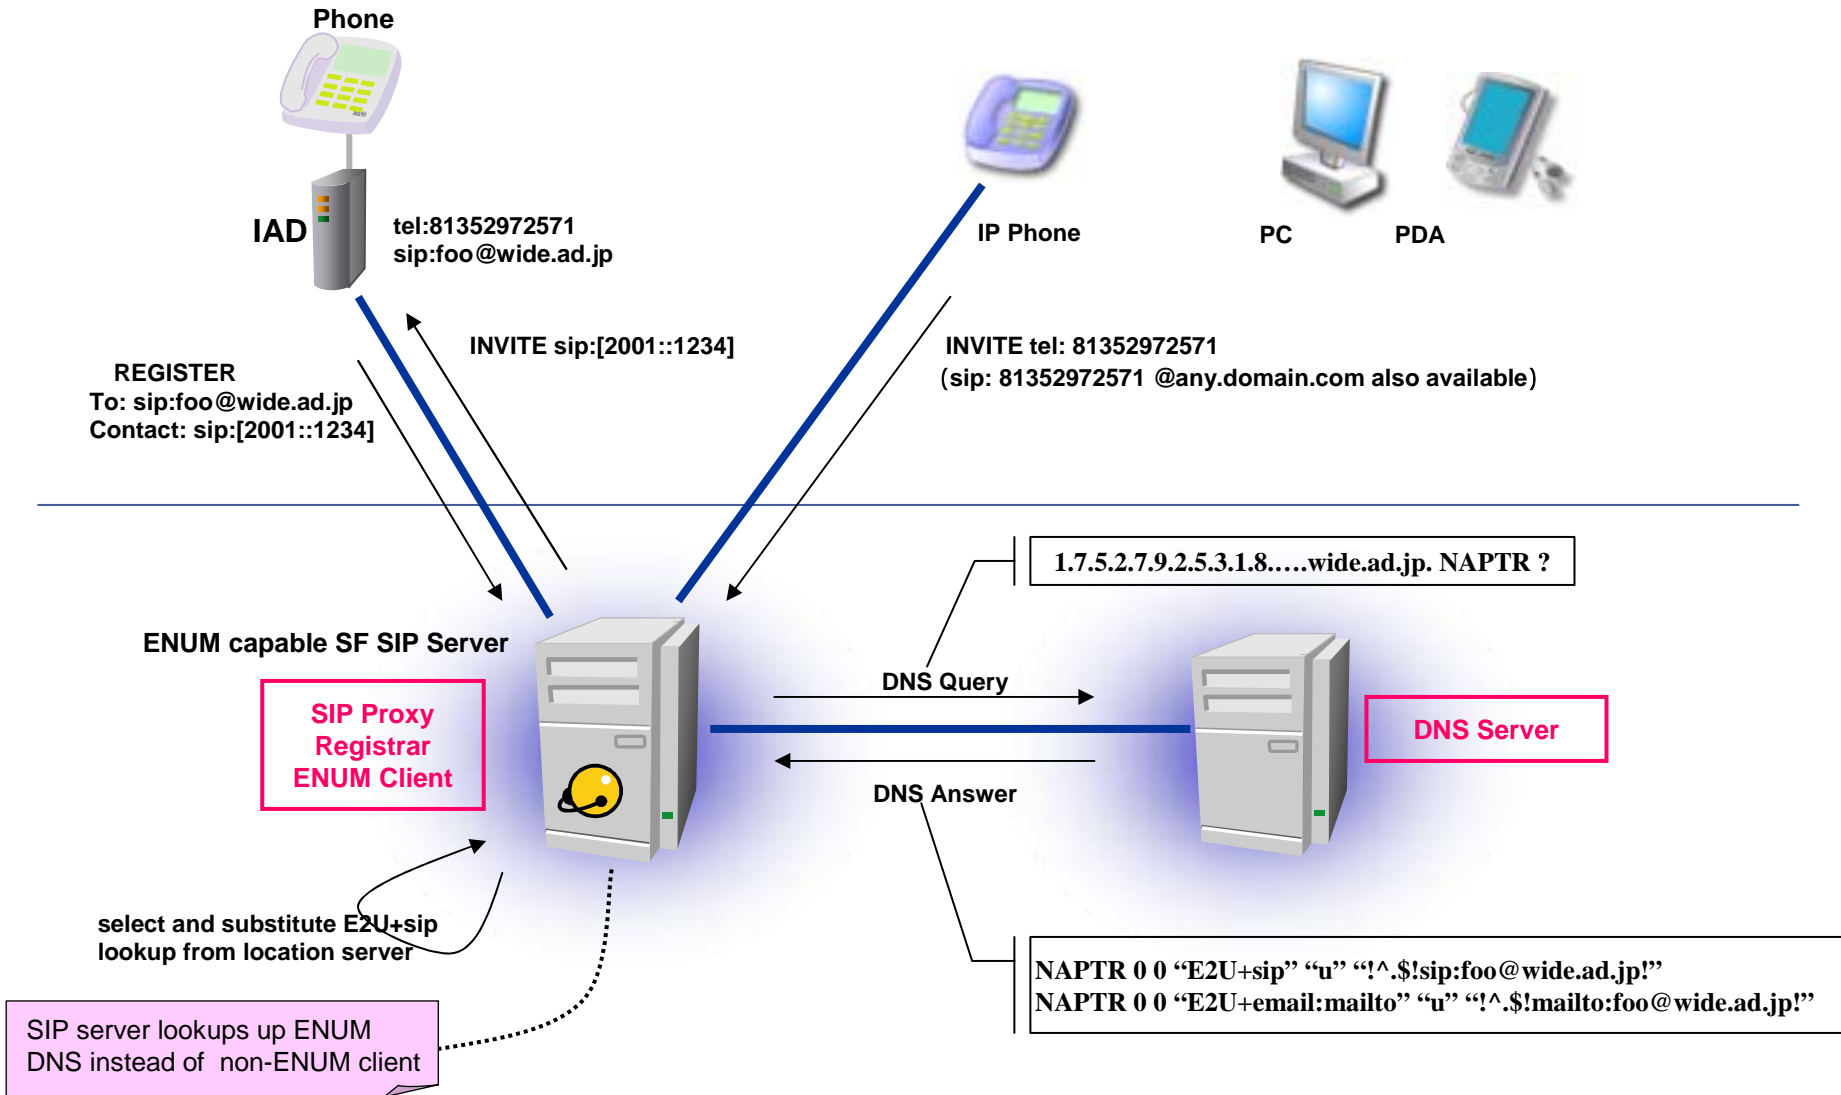 Phone
IAD
tel:81352972571
sip:foo@wide.ad.jp
IP Phone
PC
PDA
INVITE sip:[2001::1234]
INVITE tel: 81352972571
(sip: 81352972571 @any.domain.com also available)
REGISTER
To: sip:foo@wide.ad.jp
Contact: sip:[2001::1234]
1.7.5.2.7.9.2.5.3.1.8.….wide.ad.jp. NAPTR ?
ENUM capable SF SIP Server
SIP Proxy
Registrar
ENUM Client
DNS Query
DNS Server
DNS Answer
select and substitute E2U+sip
lookup from location server
NAPTR 0 0 “E2U+sip” “u” “!^.$!sip:foo@wide.ad.jp!”
NAPTR 0 0 “E2U+email:mailto” “u” “!^.$!mailto:foo@wide.ad.jp!”
SIP server lookups up ENUM
DNS instead of non-ENUM client